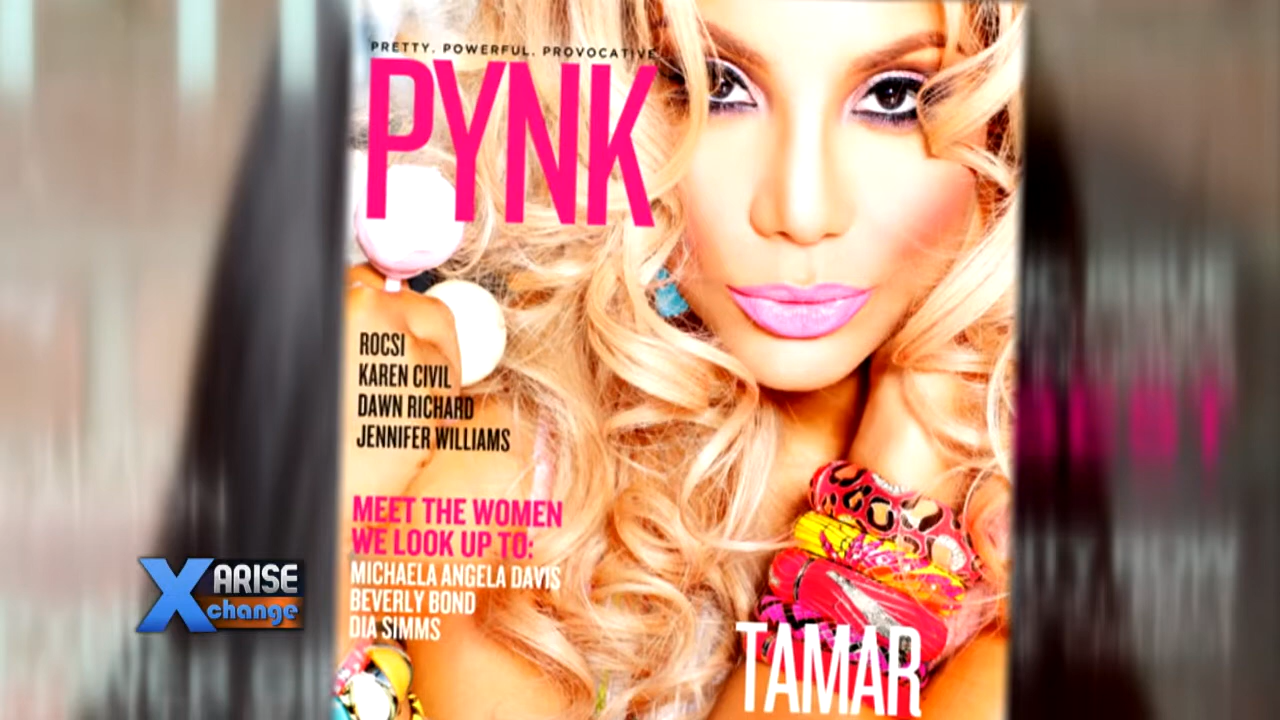 PRETTY. POWERFUL. PROVOCATIVE
PYNK
ROCSI
KAREN CIVIL
DAWN RICHARD
JENNIFER WILLIAMS
MEET THE WOMEN
WE LOOK UP TO:
MICHAELA ANGELA DAVIS
BEVERLY BOND
DIA SIMMS
TAMAR
X ARISE
change